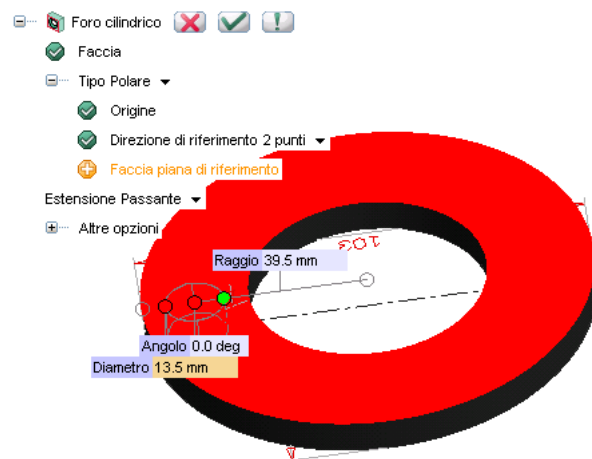 Foro cilindrico
Faccia
Tipo Polare
Origine
Direzione di riferimento 2 punti
Faccia piana di riferimento
Estensione Passante
Altre opzioni
103
Raggio 39.5 mm
Angolo 0.0 deg
Diametro 13.5 mm